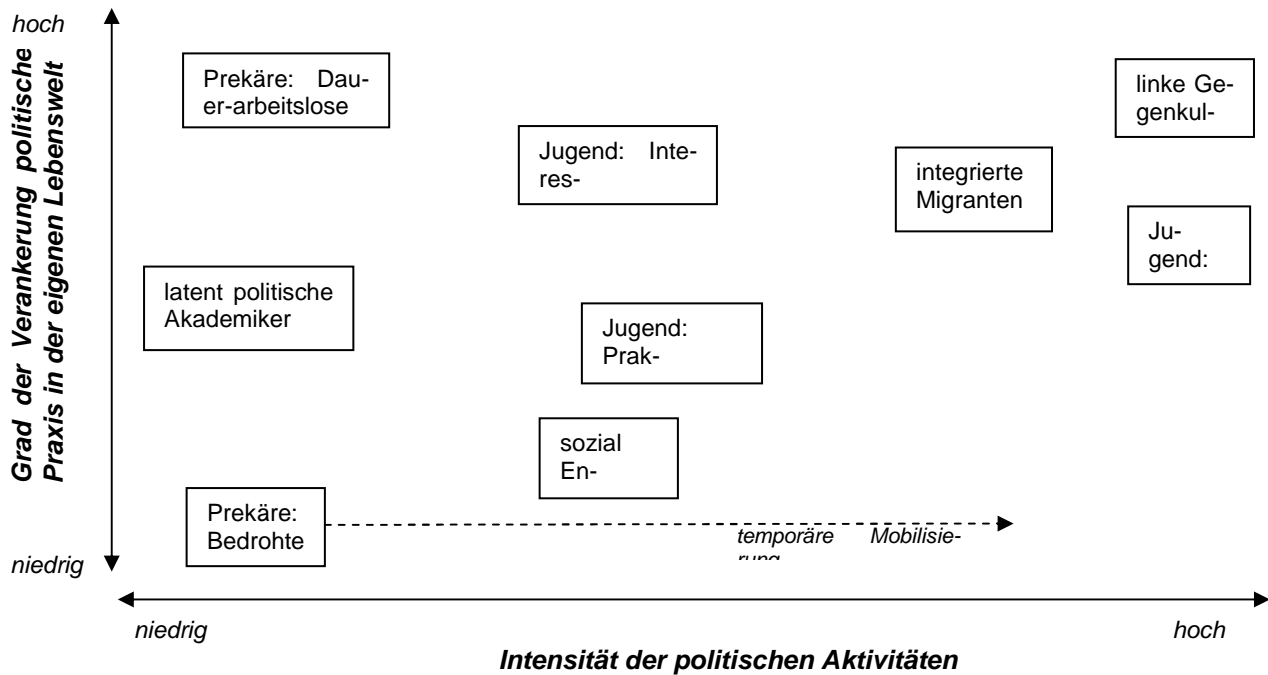 hoch
Grad der Verankerung politische
Praxis in der eigenen Lebenswelt
Prekäre: Dau-
er-arbeitslose
linke Ge-
genkul-
Jugend: Inte-
res-
integrierte
Migranten
Ju-
gend:
latent politische
Akademiker
Jugend:
Prak-
sozial
En-
Prekäre:
Bedrohte
temporäre Mobilisie-
rung
niedrig
niedrig
hoch
Intensität der politischen Aktivitäten